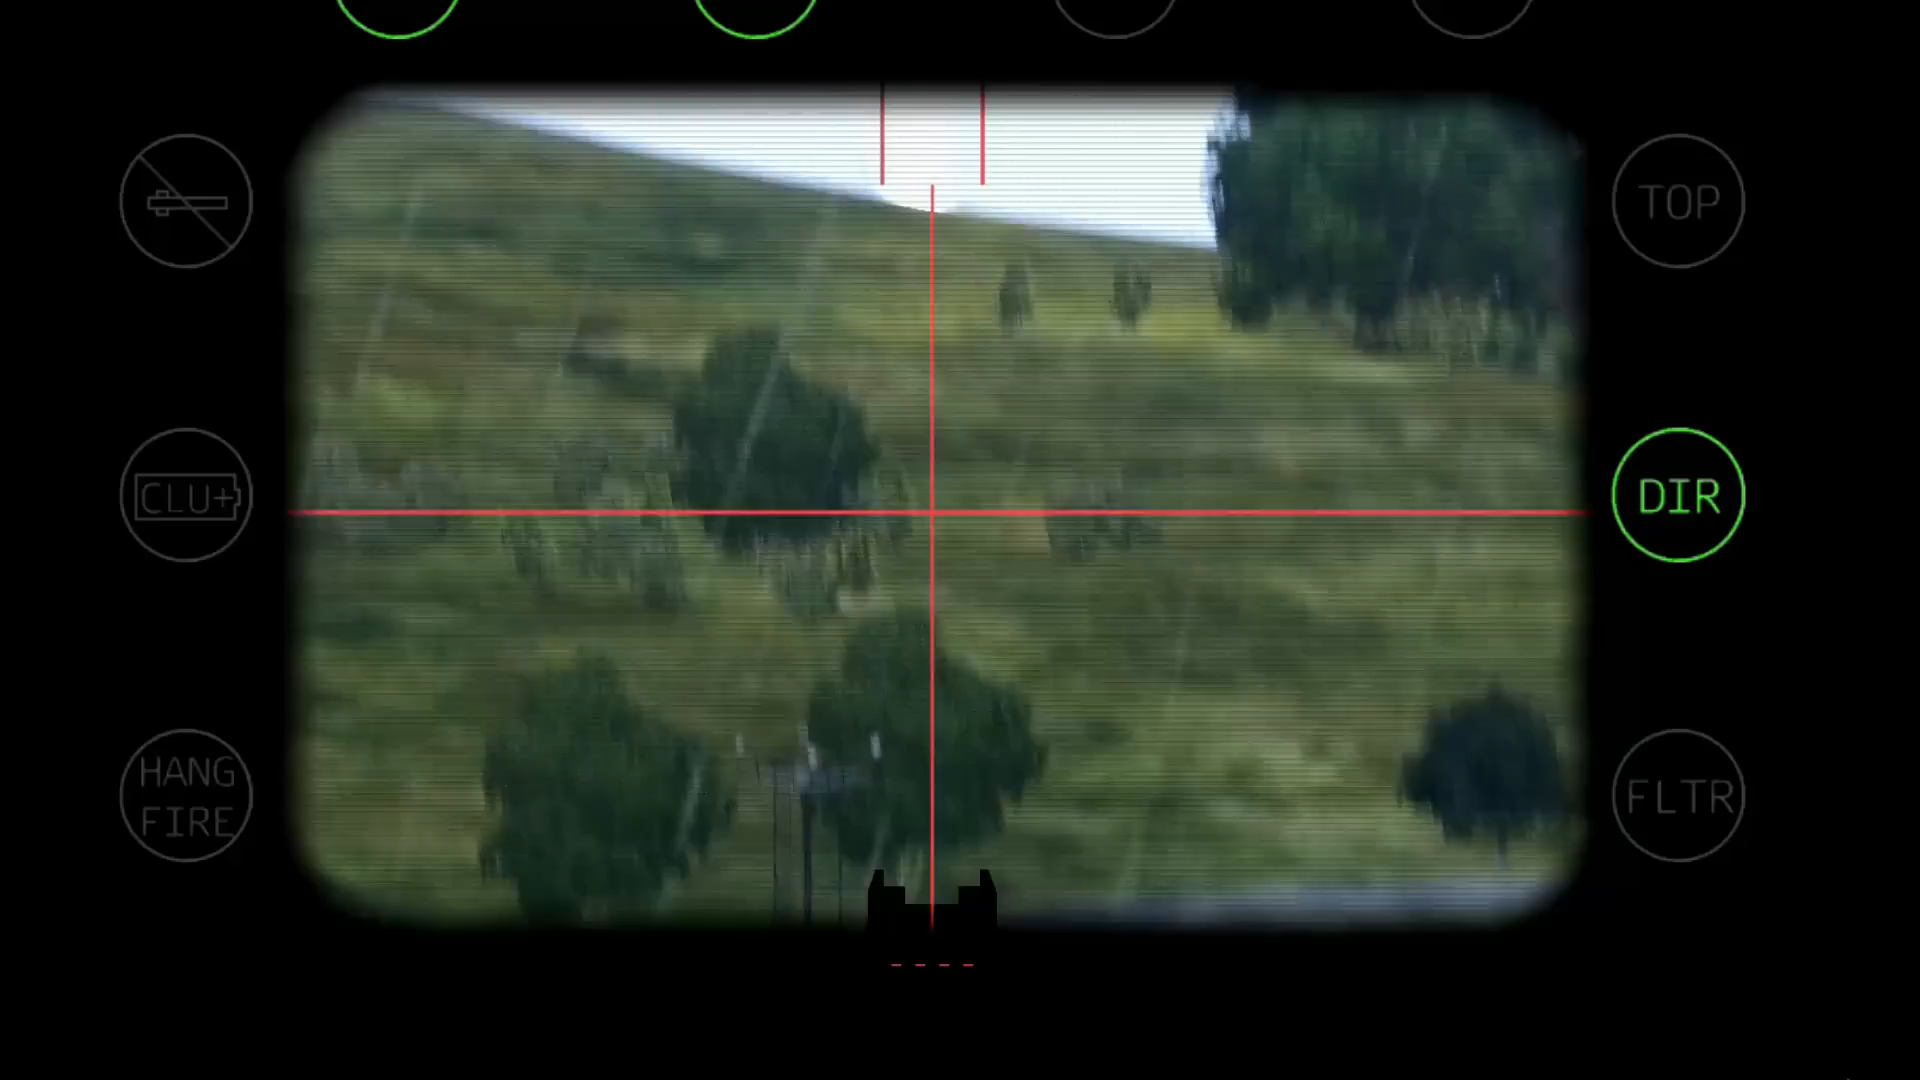 TOP
CLU+
DIR
HANG
FIRE
FLTR